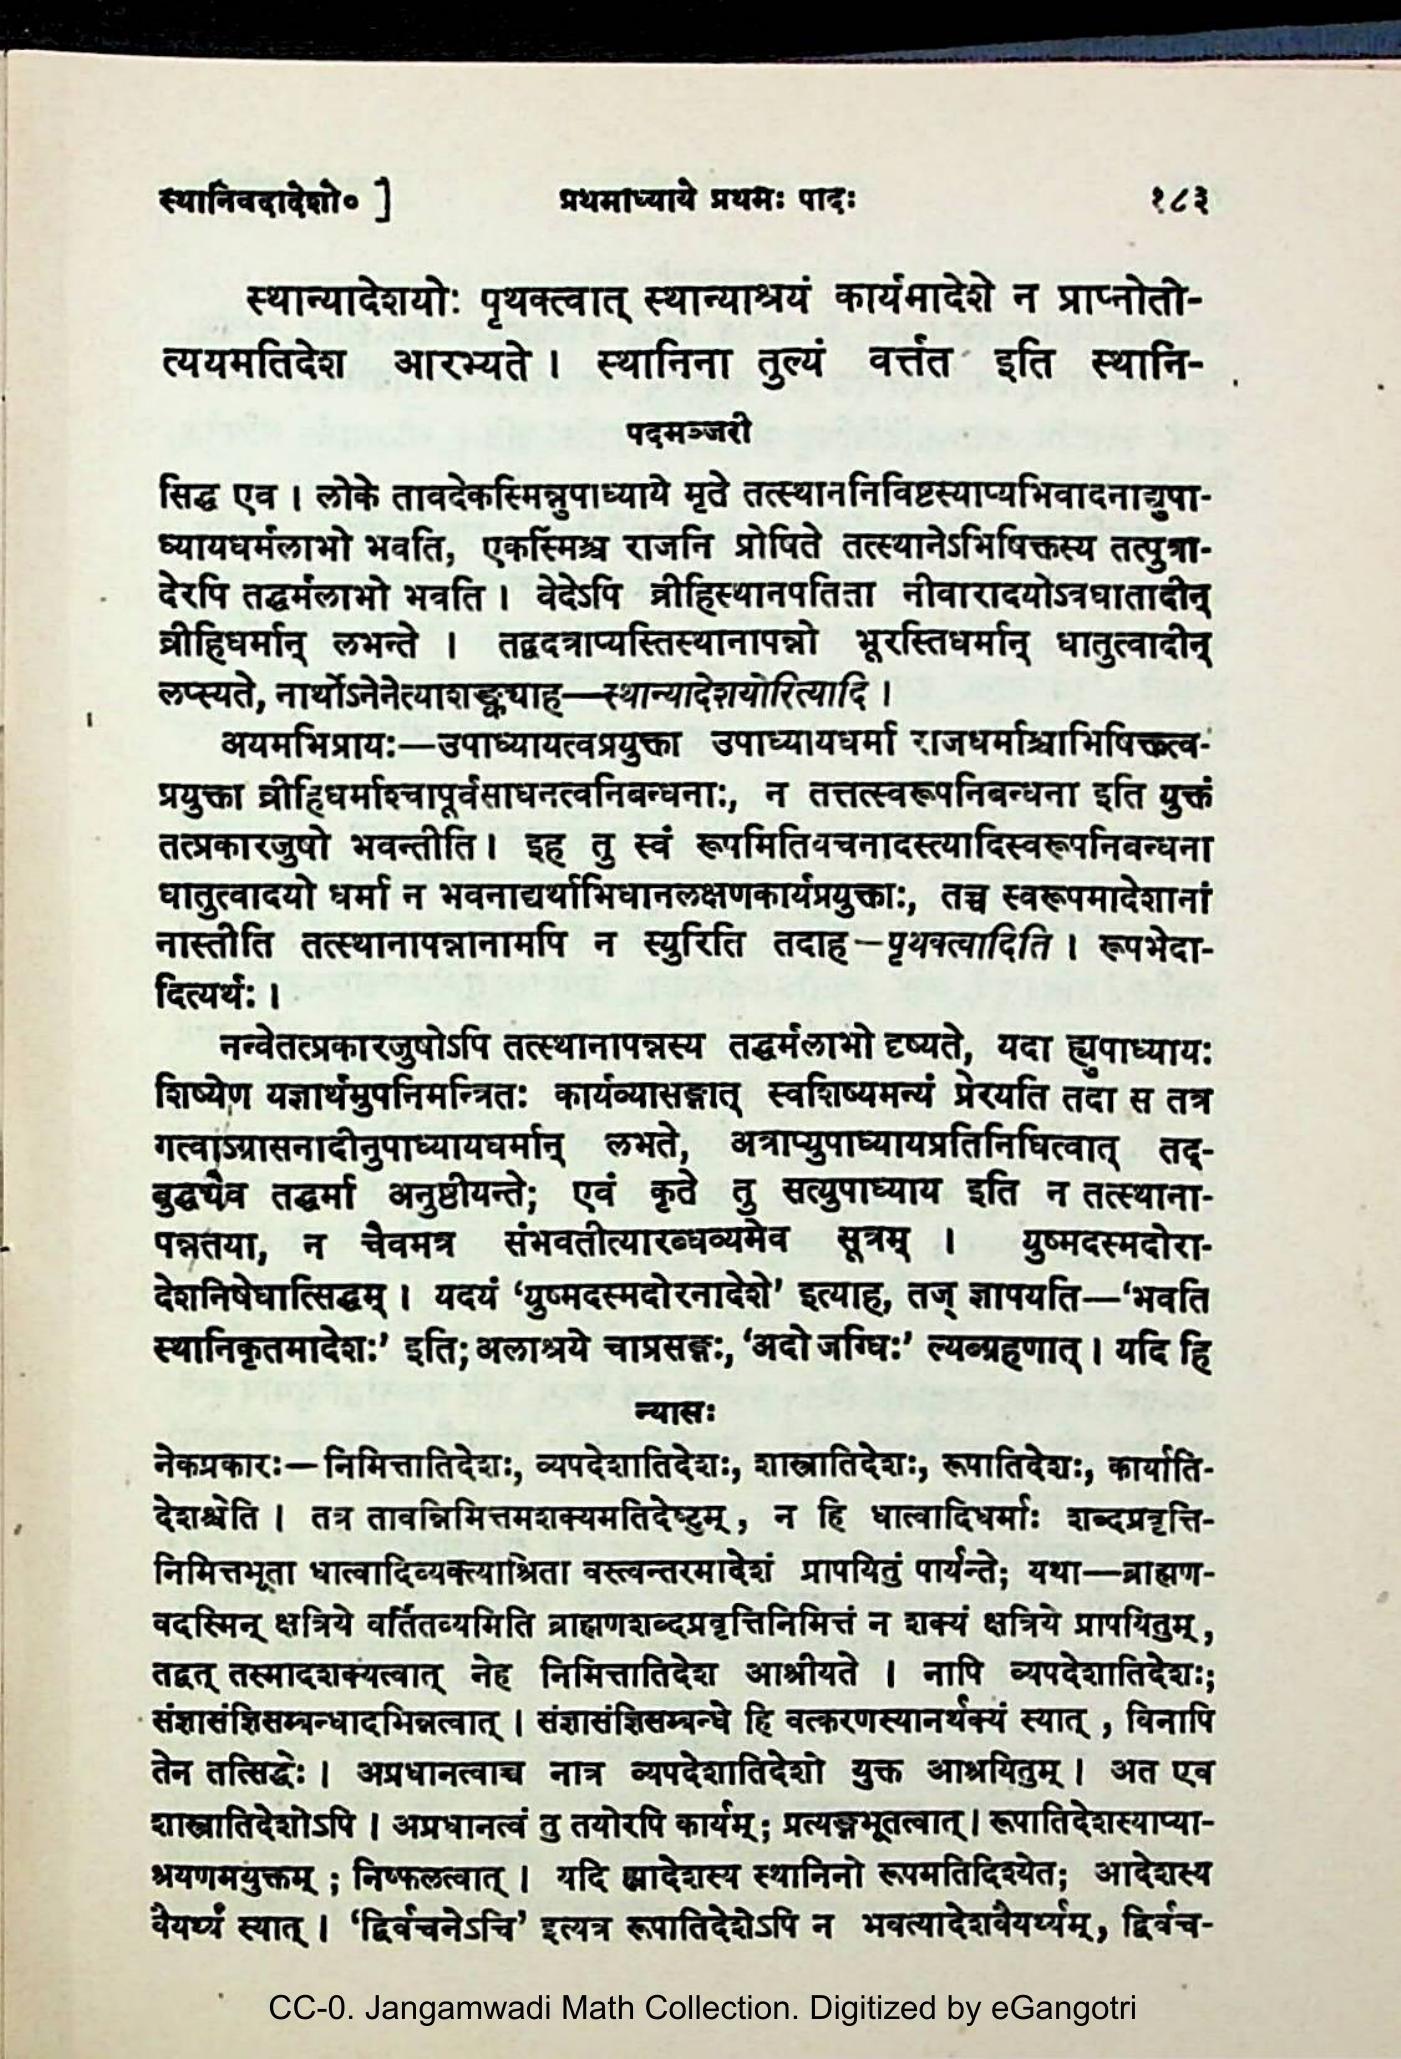 स्थानिवदादेशो० ] प्रथमाध्याये प्रथमः पादः १८३
स्थान्यादेशयोः पृथक्त्वात् स्थान्याश्रयं कार्यमादेशे न प्राप्नोती-
त्ययमतिदेश आरभ्यते । स्थानिना तुल्यं वर्त्तत इति स्थानि-
पदमञ्जरी
सिद्ध एव । लोके तावदेकस्मिन्नुपाध्याये मृते तत्स्थाननिविष्टस्याप्यभिवादनाद्युपा-
ध्यायधर्मलाभो भवति, एकस्मिंश्च राजनि प्रोषिते तत्स्थानेऽभिषिक्तस्य तत्पुत्रा-
देरपि तद्धर्मलाभो भवति । वेदेऽपि व्रीहिस्थानपतिता नीवारादयोऽवघातादीन्
व्रीहिधर्मान् लभन्ते । तद्वदत्राप्यस्तिस्थानापन्नो भूरस्तिधर्मान् धातुत्वादीन्
लप्स्यते, नार्थोऽनेनेत्याशङ्क्याह—स्थान्यादेशयोरित्यादि ।
अयमभिप्रायः—उपाध्यायत्वप्रयुक्ता उपाध्यायधर्मा राजधर्माश्चाभिषिक्तत्व-
प्रयुक्ता व्रीहिधर्माश्चापूर्वसाधनत्वनिबन्धनाः, न तत्तत्स्वरूपनिबन्धना इति युक्तं
तत्प्रकारजुषो भवन्तीति । इह तु स्वं रूपमितिवचनादस्त्यादिस्वरूपनिबन्धना
धातुत्वादयो धर्मा न भवनाद्यर्थाभिधानलक्षणकार्यप्रयुक्ताः, तच्च स्वरूपमादेशानां
नास्तीति तत्स्थानापन्नानामपि न स्युरिति तदाह—पृथक्त्वादिति । रूपभेदा-
दित्यर्थः ।
नन्वेतत्प्रकारजुषोऽपि तत्स्थानापन्नस्य तद्धर्मलाभो दृष्यते, यदा ह्युपाध्यायः
शिष्येण यज्ञार्थमुपनिमन्त्रितः कार्यव्यासङ्गात् स्वशिष्यमन्यं प्रेरयति तदा स तत्र
गत्वाऽग्रासनादीनुपाध्यायधर्मान् लभते, अत्राप्युपाध्यायप्रतिनिधित्वात् तद्-
बुद्ध्यैव तद्धर्मा अनुष्ठीयन्ते; एवं कृते तु सत्युपाध्याय इति न तत्स्थाना-
पन्नतया, न चैवमत्र संभवतीत्यारब्धव्यमेव सूत्रम् । युष्मदस्मदोरा-
देशनिषेधात्सिद्धम् । यदयं ‘युष्मदस्मदोरनादेशे’ इत्याह, तज् ज्ञापयति—‘भवति
स्थानिकृतमादेशः’ इति; अलाश्रये चाप्रसङ्गः, ‘अदो जग्धिः’ ल्यब्ग्रहणात् । यदि हि
न्यासः
नेकप्रकारः—निमित्तातिदेशः, व्यपदेशातिदेशः, शास्त्रातिदेशः, रूपातिदेशः, कार्याति-
देशश्चेति । तत्र तावन्निमित्तमशक्यमतिदेष्टुम्, न हि धात्वादिधर्माः शब्दप्रवृत्ति-
निमित्तभूता धात्वादिव्यक्त्याश्रिता वस्त्वन्तरमादेशं प्रापयितुं पार्यन्ते; यथा—ब्राह्मण-
वदस्मिन् क्षत्रिये वर्तितव्यमिति ब्राह्मणशब्दप्रवृत्तिनिमित्तं न शक्यं क्षत्रिये प्रापयितुम्,
तद्वत् तस्मादशक्यत्वात् नेह निमित्तातिदेश आश्रीयते । नापि व्यपदेशातिदेशः;
संज्ञासंज्ञिसम्बन्धादभिन्नत्वात् । संज्ञासंज्ञिसम्बन्धे हि वत्करणस्यानर्थक्यं स्यात्, विनापि
तेन तत्सिद्धेः । अप्रधानत्वाच्च नात्र व्यपदेशातिदेशो युक्त आश्रयितुम् । अत एव
शास्त्रातिदेशोऽपि । अप्रधानत्वं तु तयोरपि कार्यम्; प्रत्यङ्गभूतत्वात् । रूपातिदेशस्याप्या-
श्रयणमयुक्तम्; निष्फलत्वात् । यदि ह्यादेशस्य स्थानिनो रूपमतिदिश्येत; आदेशस्य
वैयर्थ्यं स्यात् । ‘द्विर्वचनेऽचि’ इत्यत्र रूपातिदेशेऽपि न भवत्यादेशवैयर्थ्यम्, द्विर्वच-
CC-0. Jangamwadi Math Collection. Digitized by eGangotri